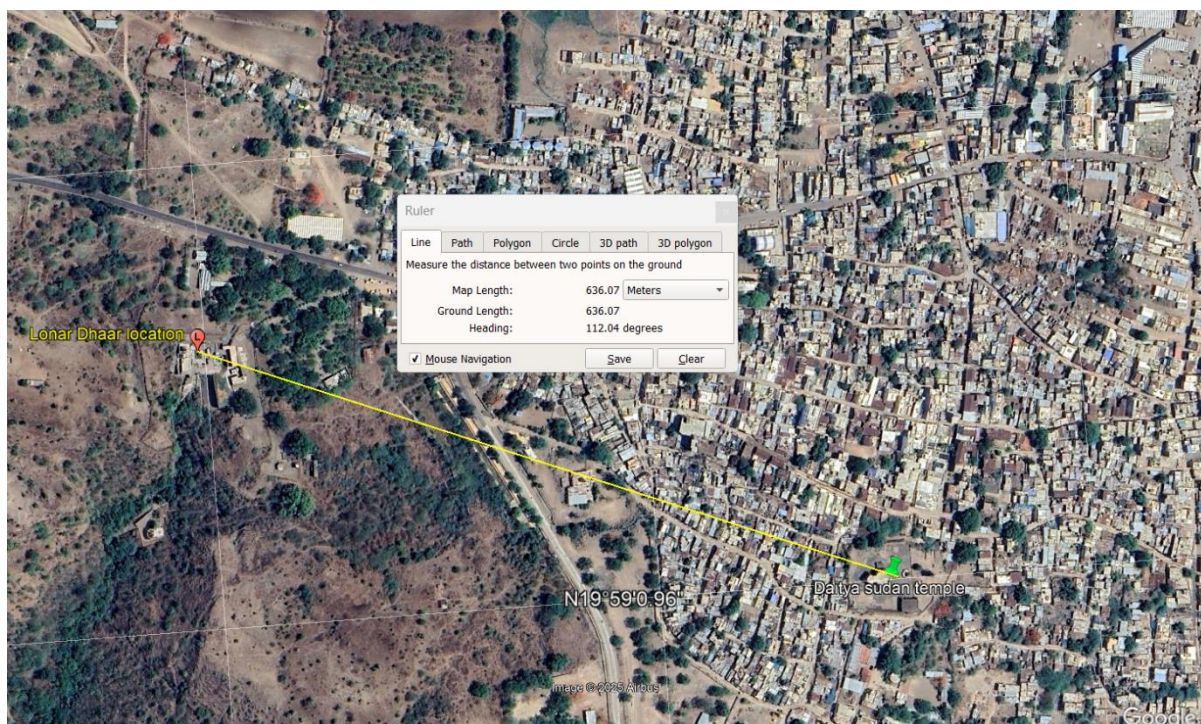 Ruler
Line Path Polygon Circle 3D path 3D polygon
Measure the distance between two points on the ground
Map Length: 636.07 Meters
Ground Length: 636.07
Heading: 112.04 degrees
Mouse Navigation Save Clear
Lonar Dhaar location
L
Daitya sudan temple
N19°59'0.96"
Image © 2025 Airbus
Google